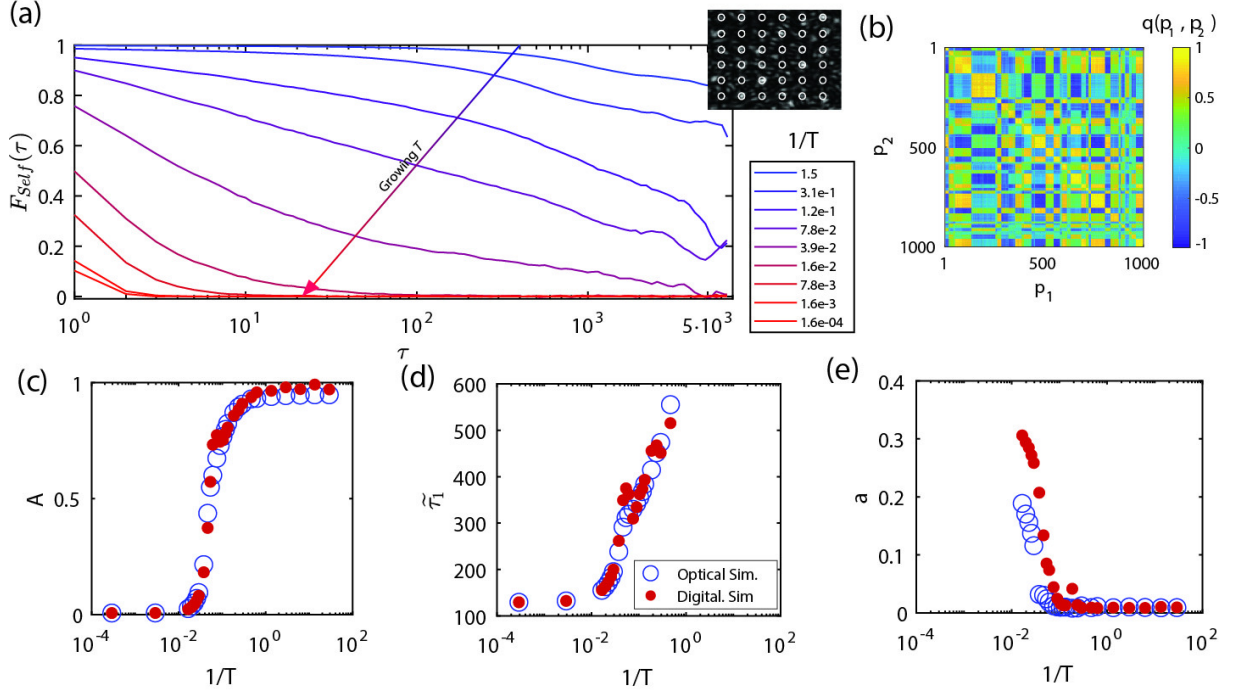 (a)
1
0.8
0.6
0.4
0.2
0
F_Self(τ)
10^0
10^1
10^2
10^3
5·10^3
τ
Growing T
1/T
1.5
3.1e-1
1.2e-1
7.8e-2
3.9e-2
1.6e-2
7.8e-3
1.6e-3
1.6e-04
(b)
q(p_1, p_2)
1
500
1000
p_2
1
500
1000
p_1
1
0.5
0
-0.5
-1
(c)
1
0.5
0
A
10^-4
10^-2
10^0
10^2
1/T
(d)
600
500
400
300
200
100
τ̃_1
Optical Sim.
Digital. Sim
10^-4
10^-2
10^0
10^2
1/T
(e)
0.4
0.3
0.2
0.1
0
a
10^-4
10^-2
10^0
10^2
1/T